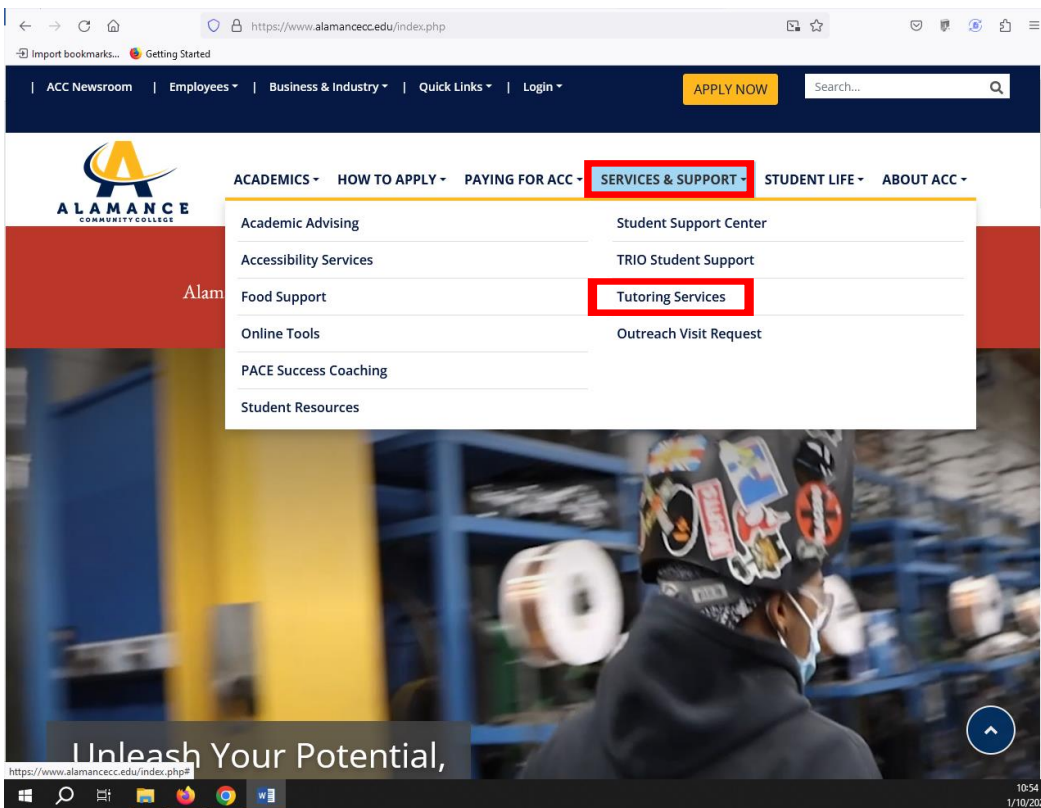 https://www.alamancecc.edu/index.php
Import bookmarks... Getting Started
| ACC Newsroom | Employees | Business & Industry | Quick Links | Login APPLY NOW Search...
ALAMANCE
COMMUNITY COLLEGE
ACADEMICS HOW TO APPLY PAYING FOR ACC SERVICES & SUPPORT STUDENT LIFE ABOUT ACC
Academic Advising Student Support Center
Accessibility Services TRIO Student Support
Alam
Food Support Tutoring Services
Online Tools Outreach Visit Request
PACE Success Coaching
Student Resources
Unleash Your Potential,
https://www.alamancecc.edu/index.php#
10:54
1/10/20